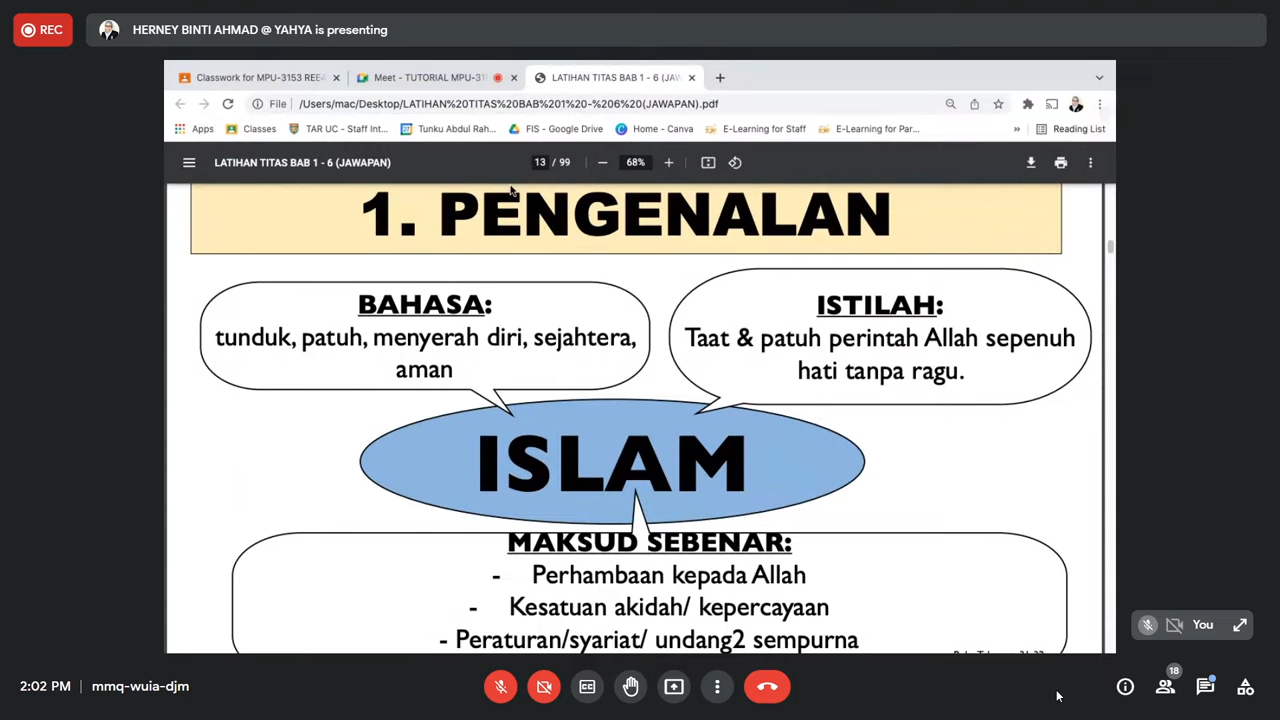 REC
HERNEY BINTI AHMAD @ YAHYA is presenting
Classwork for MPU-3153 REE4
Meet - TUTORIAL MPU-31
LATIHAN TITAS BAB 1 - 6 (JAW
File /Users/mac/Desktop/LATIHAN%20TITAS%20BAB%201%20-%206%20(JAWAPAN).pdf
Apps Classes TAR UC - Staff Int... Tunku Abdul Rah... FIS - Google Drive Home - Canva E-Learning for Staff E-Learning for Par... » Reading List
LATIHAN TITAS BAB 1 - 6 (JAWAPAN) 13 / 99 68%
1. PENGENALAN
BAHASA:
tunduk, patuh, menyerah diri, sejahtera,
aman
ISTILAH:
Taat & patuh perintah Allah sepenuh
hati tanpa ragu.
ISLAM
MAKSUD SEBENAR:
- Perhambaan kepada Allah
- Kesatuan akidah/ kepercayaan
- Peraturan/syariat/ undang2 sempurna
You
2:02 PM mmq-wuia-djm
18